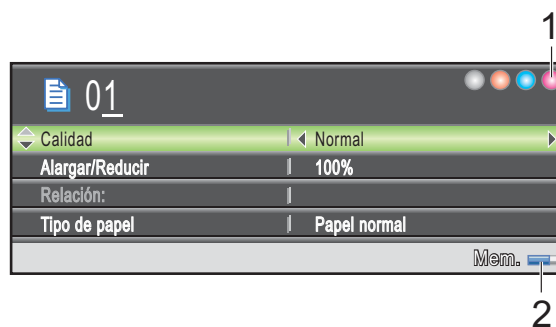 1
01
Calidad Normal
Alargar/Reducir 100%
Relación:
Tipo de papel Papel normal
Mem.
2